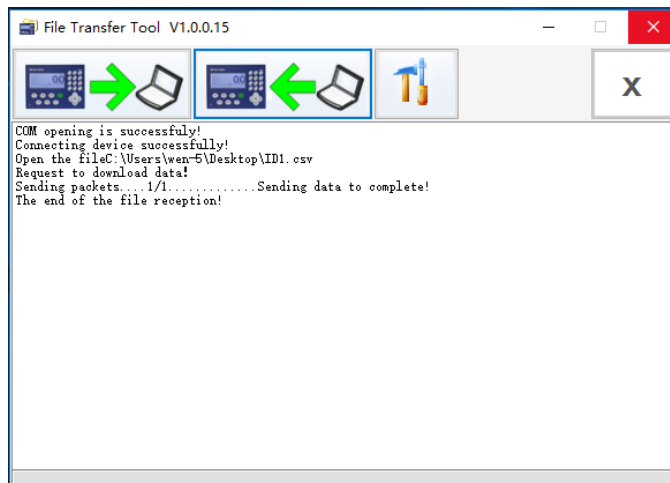 File Transfer Tool V1.0.0.15
X
COM opening is successfuly!
Connecting device successfully!
Open the fileC:\Users\wen-5\Desktop\ID1.csv
Request to download data!
Sending packets....1/1.............Sending data to complete!
The end of the file reception!